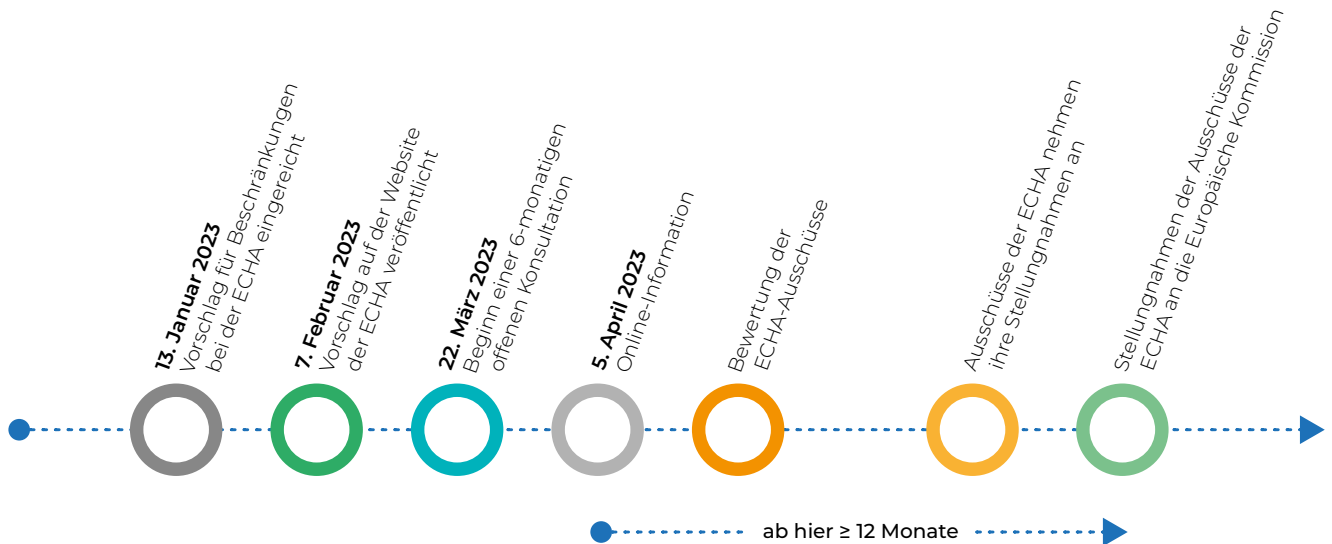 13. Januar 2023
Vorschlag für Beschränkungen
bei der ECHA eingereicht
7. Februar 2023
Vorschlag auf der Website
der ECHA veröffentlicht
22. März 2023
Beginn einer 6-monatigen
offenen Konsultation
5. April 2023
Online-Information
Bewertung der
ECHA-Ausschüsse
Ausschüsse der ECHA nehmen
ihre Stellungnahmen an
Stellungnahmen der Ausschüsse der
ECHA an die Europäische Kommission
ab hier ≥ 12 Monate